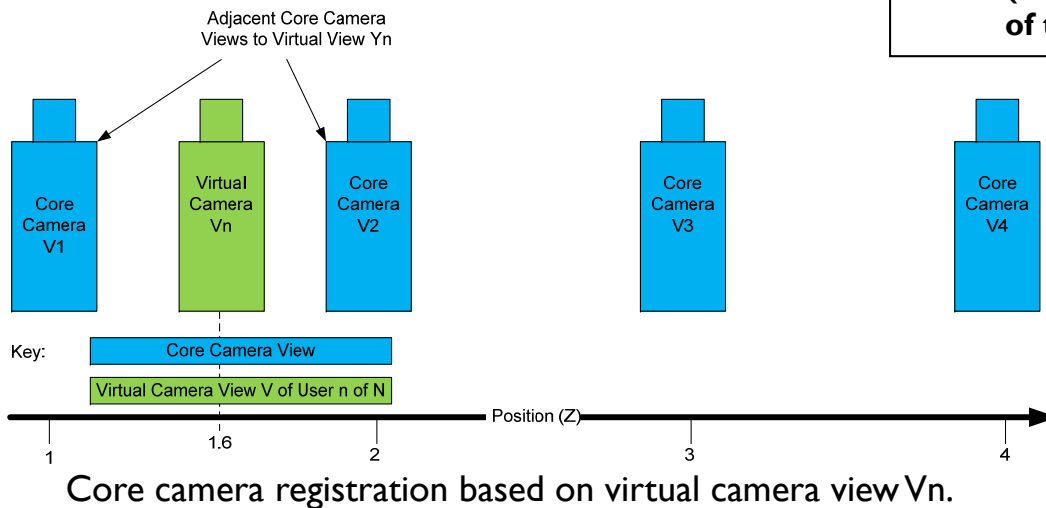 Adjacent Core Camera
Views to Virtual View Yn
of t
Core
Camera
V1
Virtual
Camera
Vn
Core
Camera
V2
Core
Camera
V3
Core
Camera
V4
Key:
Core Camera View
Virtual Camera View V of User n of N
Position (Z)
1
1.6
2
3
4
Core camera registration based on virtual camera view Vn.